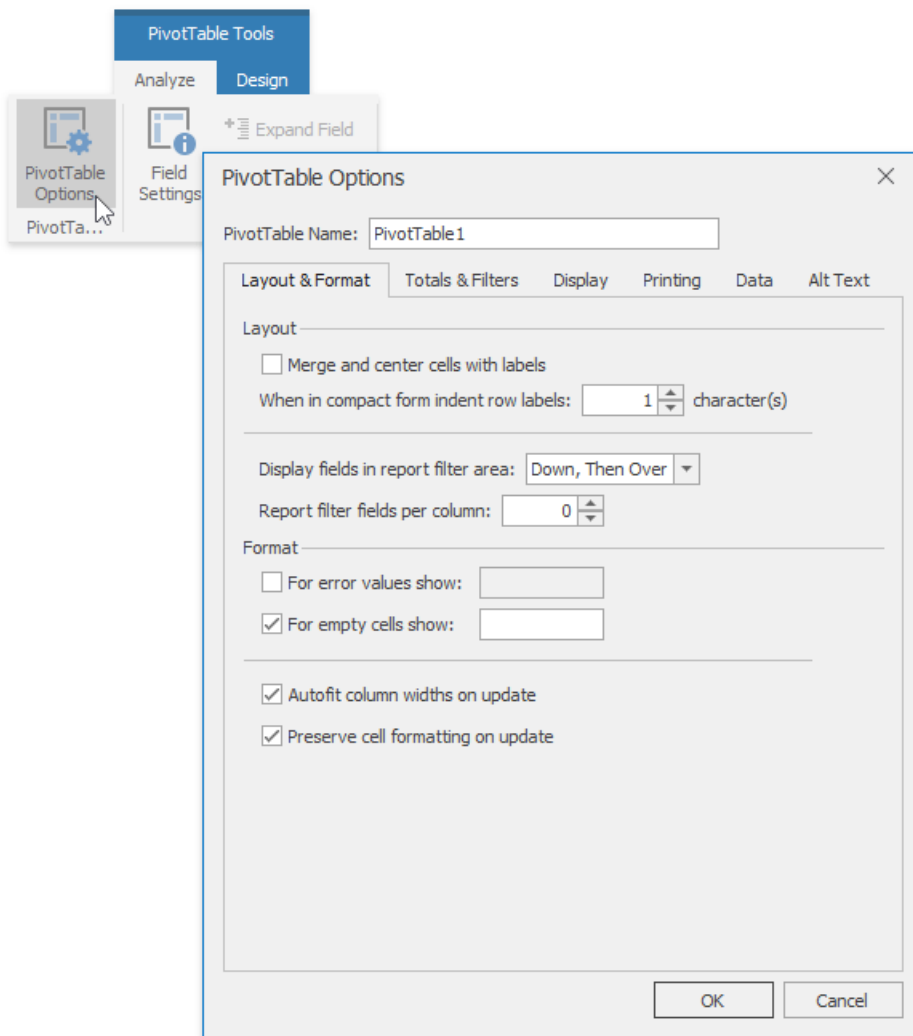 PivotTable Tools
Analyze Design
PivotTable Options
Field Settings
Expand Field
PivotTa...
PivotTable Options
PivotTable Name: PivotTable1
Layout & Format Totals & Filters Display Printing Data Alt Text
Layout
Merge and center cells with labels
When in compact form indent row labels: 1 character(s)
Display fields in report filter area: Down, Then Over
Report filter fields per column: 0
Format
For error values show:
For empty cells show:
Autofit column widths on update
Preserve cell formatting on update
OK Cancel